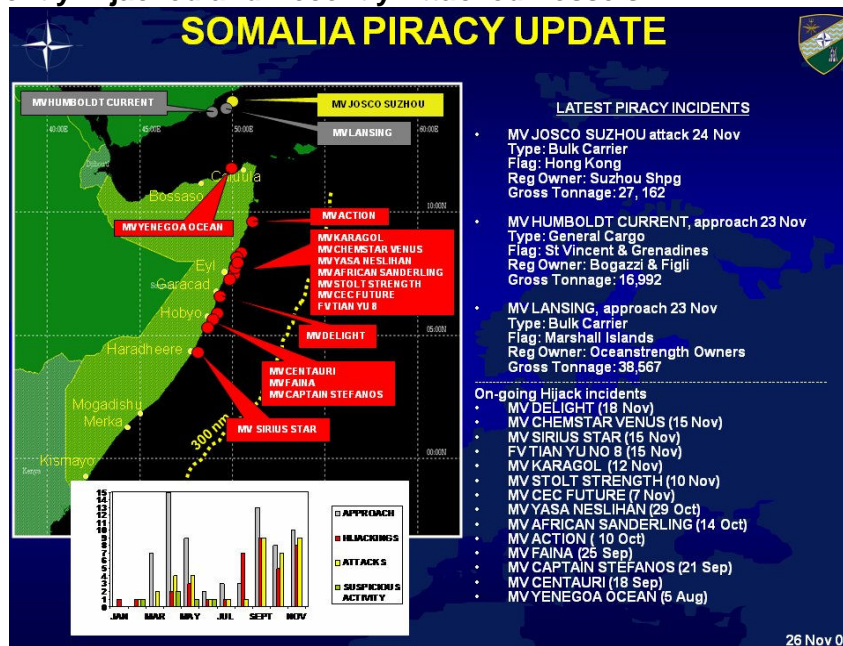 SOMALIA PIRACY UPDATE
MV HUMBOLDT CURRENT
MV JOSCO SUZHOU
MV LANSING
40:00E
45:00E
50:00E
60:00E
Bossaso
10:00N
MV YENEGOA OCEAN
MV ACTION
MV KARAGOL
MV CHEMSTAR VENUS
MV YASA NESLIHAN
MV AFRICAN SANDERLING
MV STOLT STRENGTH
MV CEC FUTURE
FV TIAN YU 8
Eyl
Garacad
Hobyo
05:00N
MV DELIGHT
Haradheere
MV CENTAURI
MV FAINA
MV CAPTAIN STEFANOS
Mogadishu
Merka
MV SIRIUS STAR
300 nm
Kismayo
00:00N
Kenya
15
14
13
12
11
10
9
8
7
6
5
4
3
2
1
JAN
MAR
MAY
JUL
SEPT
NOV
APPROACH
HIJACKINGS
ATTACKS
SUSPICIOUS
ACTIVITY
LATEST PIRACY INCIDENTS
• MV JOSCO SUZHOU attack 24 Nov
Type: Bulk Carrier
Flag: Hong Kong
Reg Owner: Suzhou Shpg
Gross Tonnage: 27, 162
• MV HUMBOLDT CURRENT, approach 23 Nov
Type: General Cargo
Flag: St Vincent & Grenadines
Reg Owner: Bogazzi & Figli
Gross Tonnage: 16,992
• MV LANSING, approach 23 Nov
Type: Bulk Carrier
Flag: Marshall Islands
Reg Owner: Oceanstrength Owners
Gross Tonnage: 38,567
On-going Hijack incidents
• MV DELIGHT (18 Nov)
• MV CHEMSTAR VENUS (15 Nov)
• MV SIRIUS STAR (15 Nov)
• FV TIAN YU NO 8 (15 Nov)
• MV KARAGOL (12 Nov)
• MV STOLT STRENGTH (10 Nov)
• MV CEC FUTURE (7 Nov)
• MV YASA NESLIHAN (29 Oct)
• MV AFRICAN SANDERLING (14 Oct)
• MV ACTION ( 10 Oct)
• MV FAINA (25 Sep)
• MV CAPTAIN STEFANOS (21 Sep)
• MV CENTAURI (18 Sep)
• MV YENEGOA OCEAN (5 Aug)
26 Nov 0